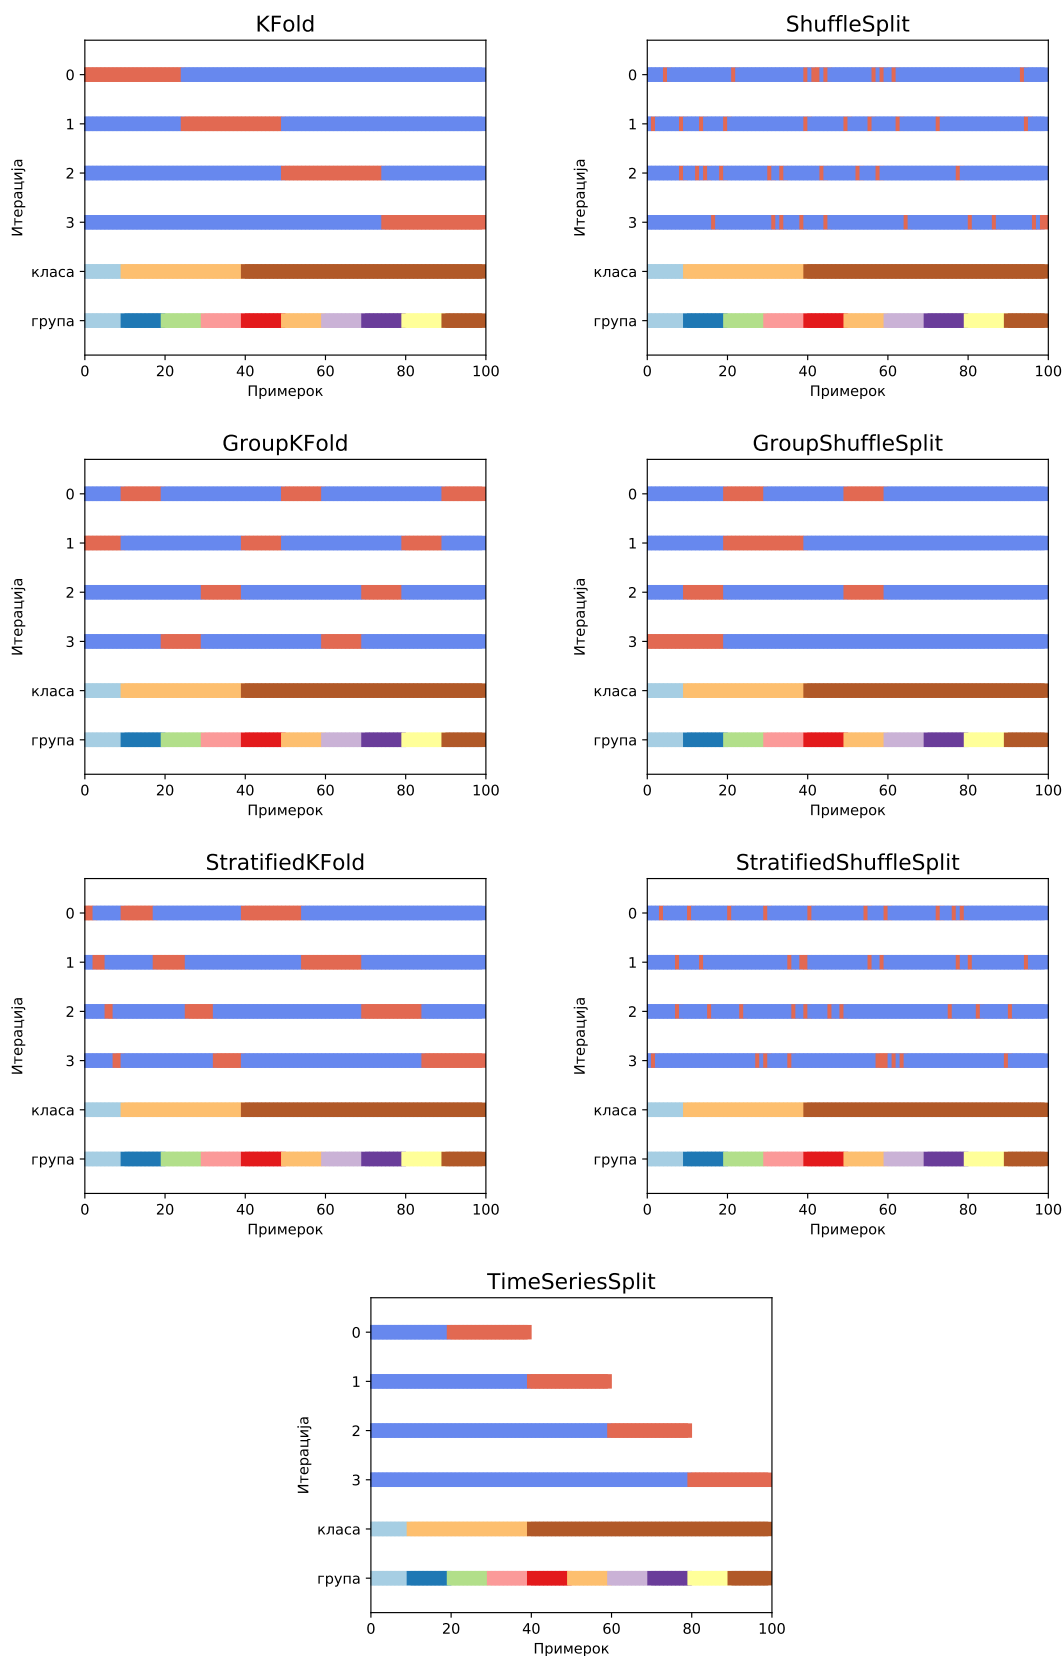 KFold
0
1
2
3
класа
група
Итерација
0 20 40 60 80 100
Примерок
ShuffleSplit
0
1
2
3
класа
група
Итерација
0 20 40 60 80 100
Примерок
GroupKFold
0
1
2
3
класа
група
Итерација
0 20 40 60 80 100
Примерок
GroupShuffleSplit
0
1
2
3
класа
група
Итерација
0 20 40 60 80 100
Примерок
StratifiedKFold
0
1
2
3
класа
група
Итерација
0 20 40 60 80 100
Примерок
StratifiedShuffleSplit
0
1
2
3
класа
група
Итерација
0 20 40 60 80 100
Примерок
TimeSeriesSplit
0
1
2
3
класа
група
Итерација
0 20 40 60 80 100
Примерок